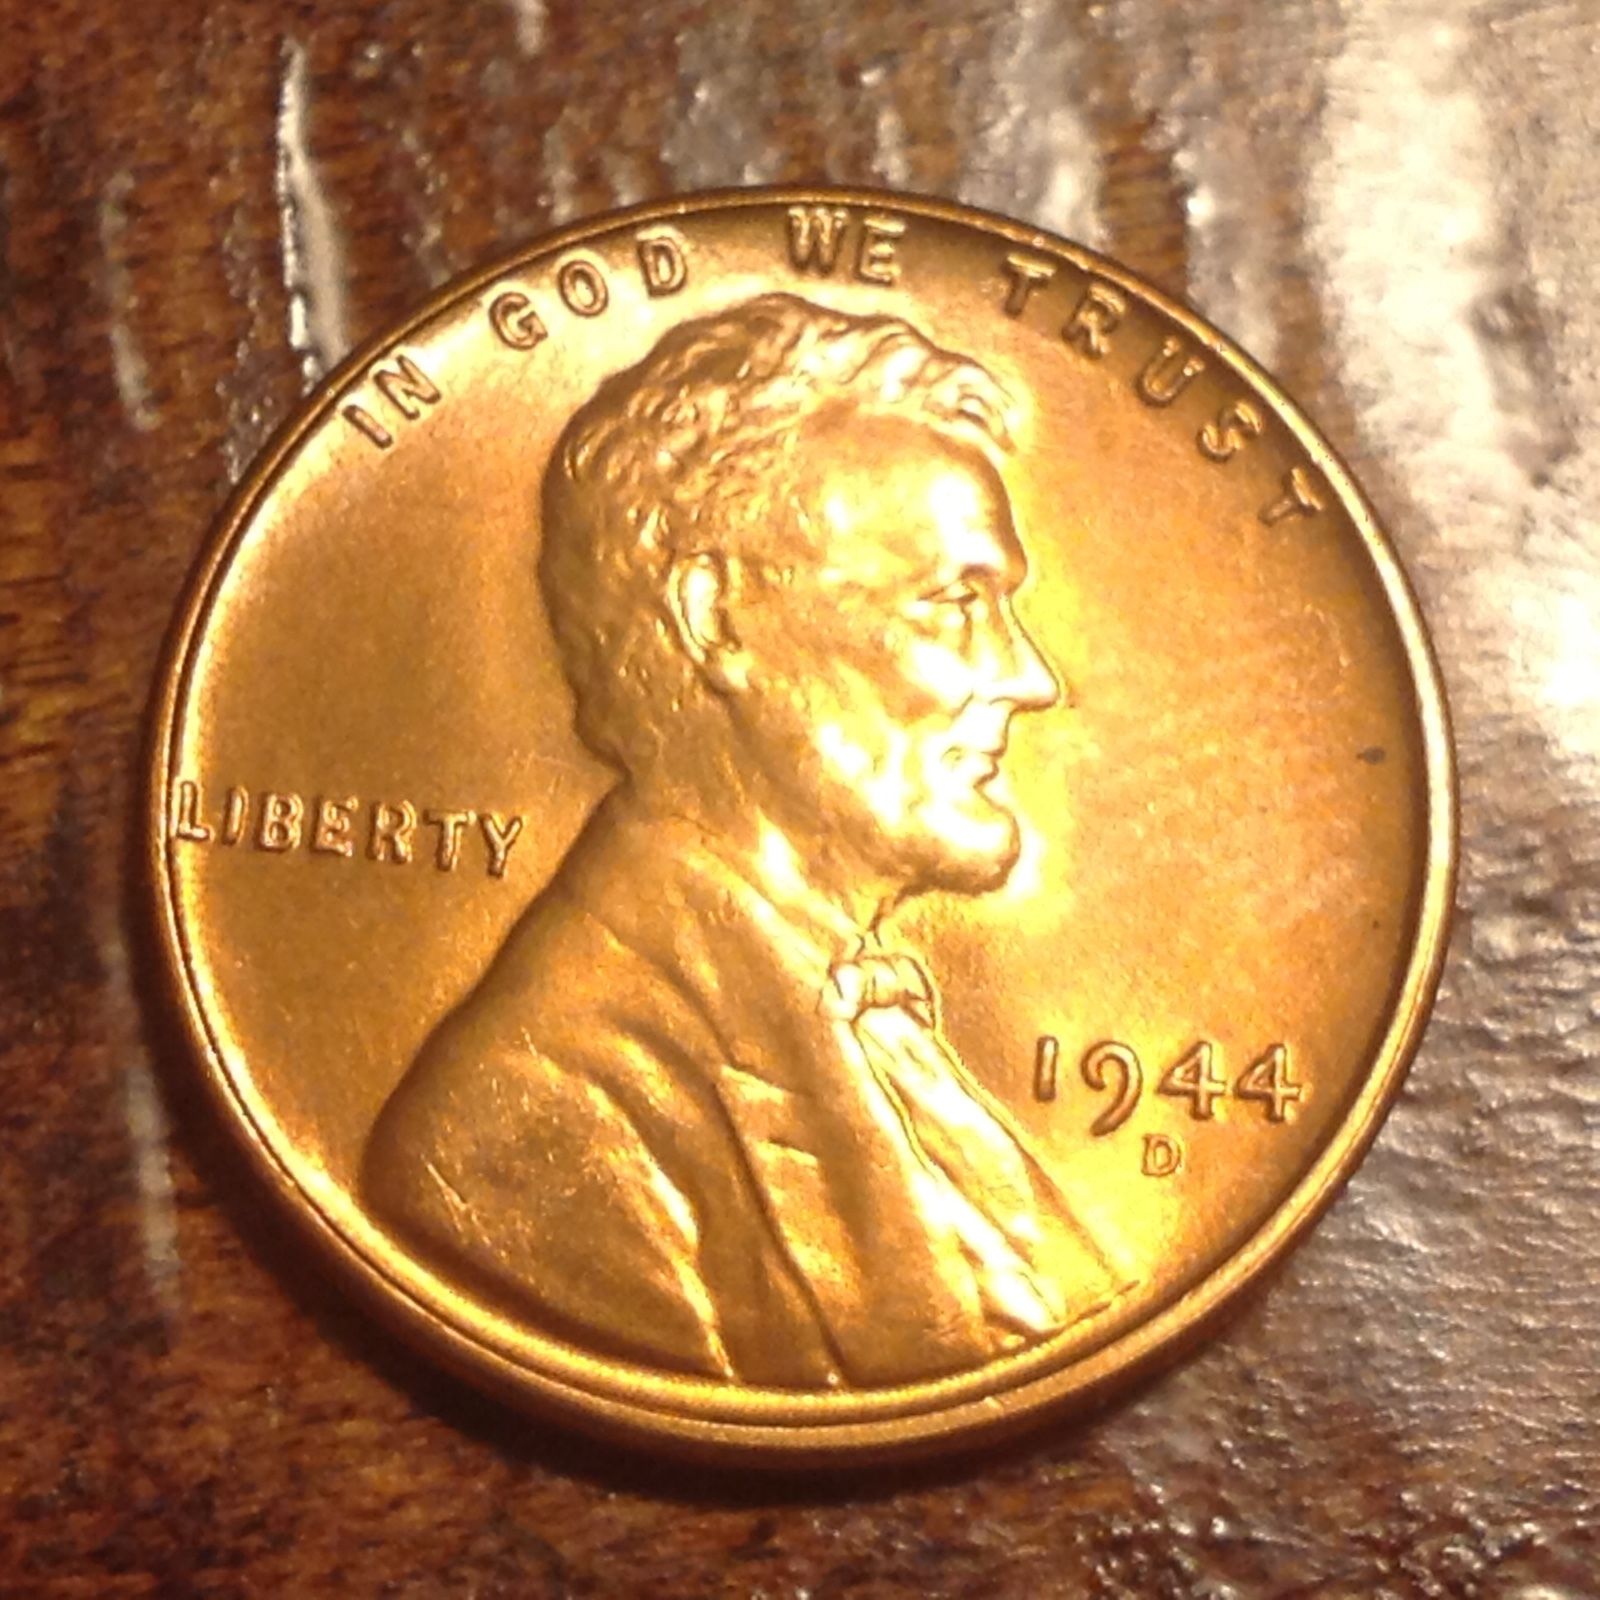 IN GOD WE TRUST
LIBERTY
1944
D